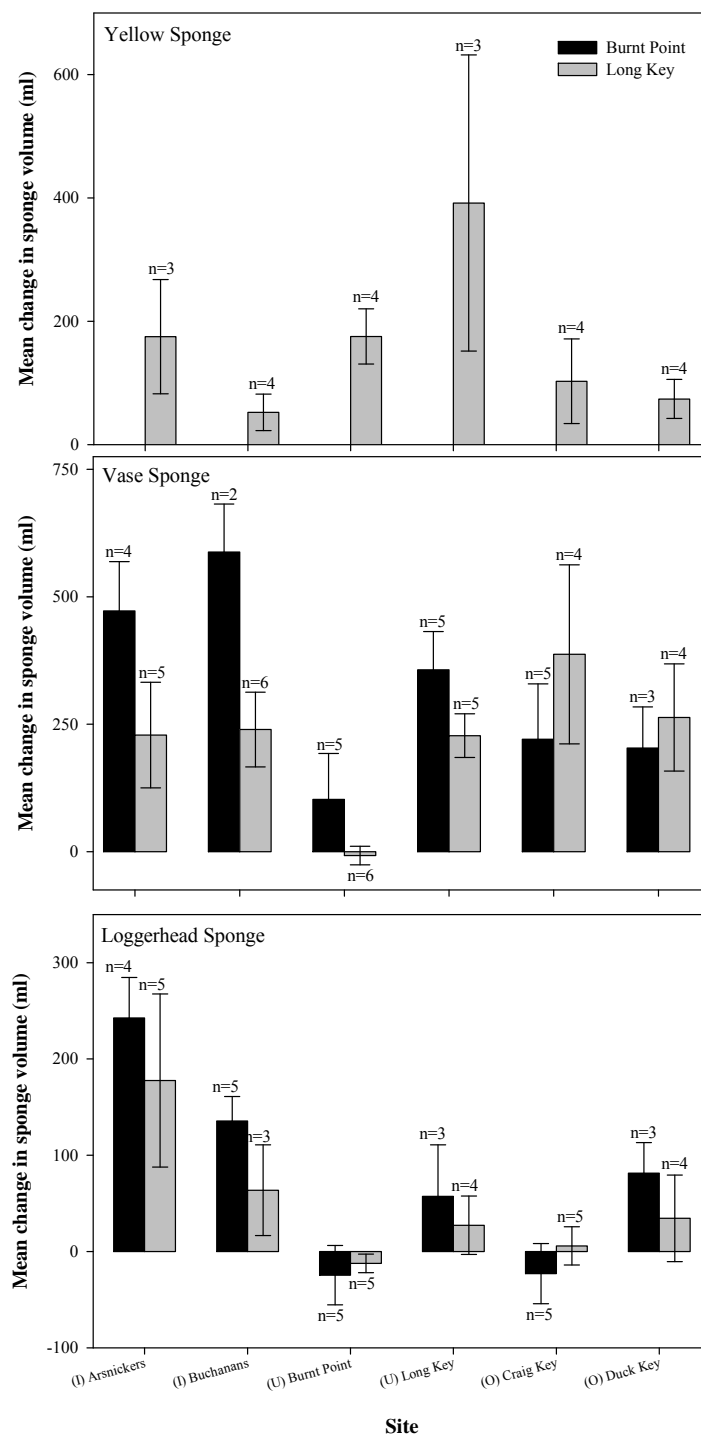 Yellow Sponge
Burnt Point
Long Key
Mean change in sponge volume (ml)
600
400
200
0
n=3
n=4
n=4
n=3
n=4
n=4
Vase Sponge
Mean change in sponge volume (ml)
750
500
250
0
n=4
n=5
n=2
n=6
n=5
n=6
n=5
n=5
n=5
n=4
n=3
n=4
Loggerhead Sponge
Mean change in sponge volume (ml)
300
200
100
0
-100
n=4
n=5
n=5
n=3
n=5
n=5
n=3
n=4
n=5
n=5
n=3
n=4
(I) Arsnickers
(I) Buchanans
(U) Burnt Point
(U) Long Key
(O) Craig Key
(O) Duck Key
Site